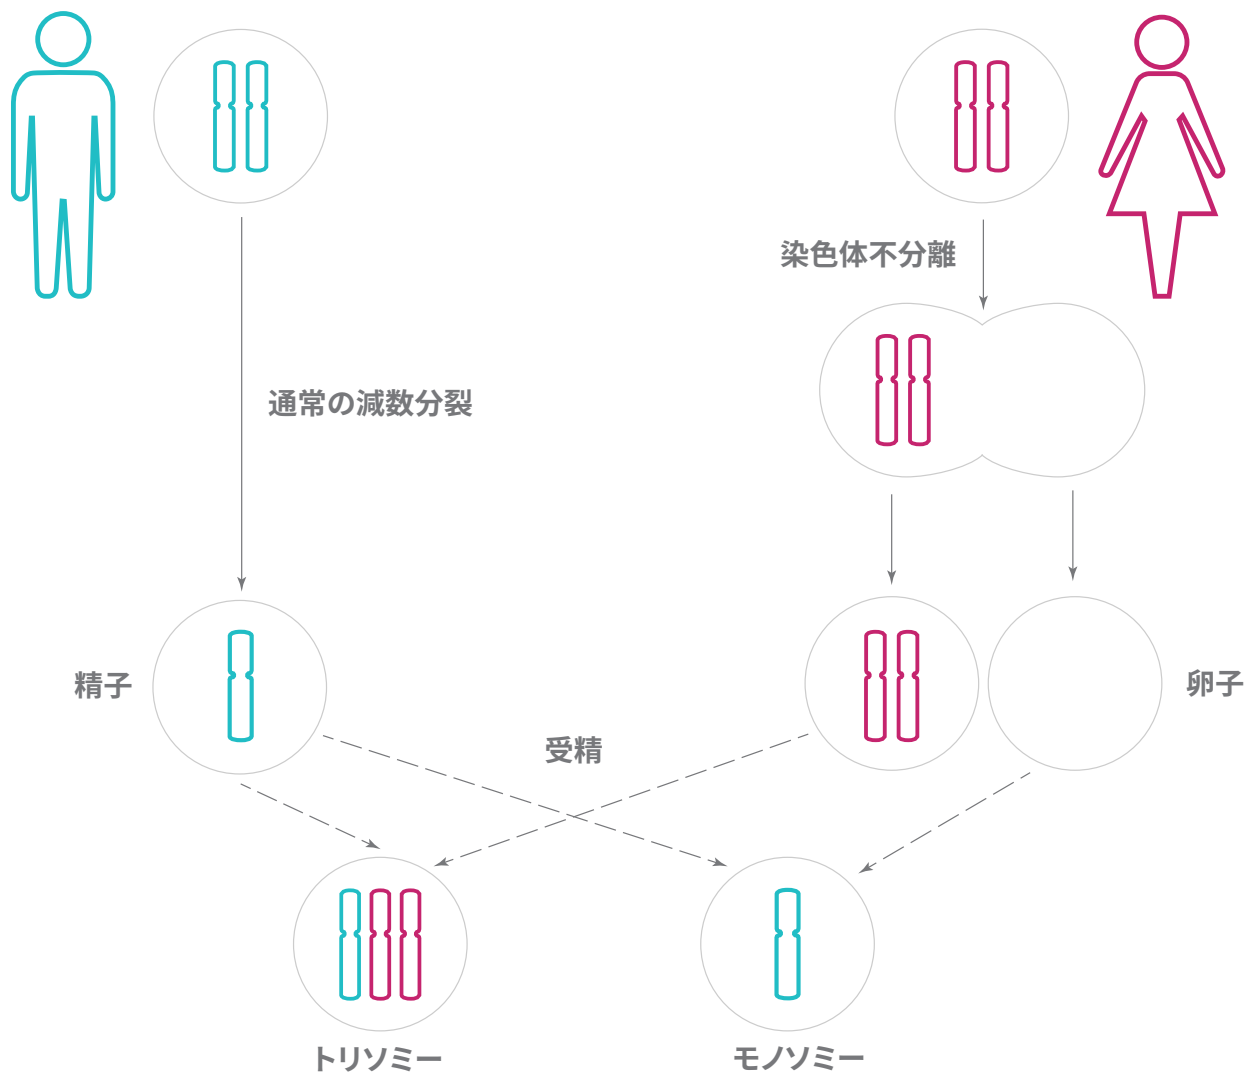 染色体不分離
通常の減数分裂
精子
卵子
受精
トリソミー
モノソミー